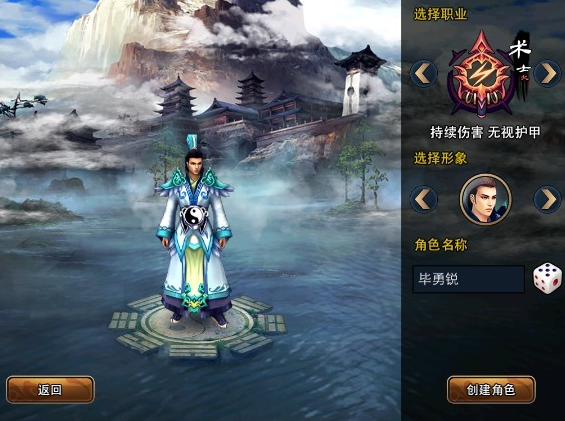 选择职业
术士
火
持续伤害 无视护甲
选择形象
角色名称
毕勇锐
返回
创建角色